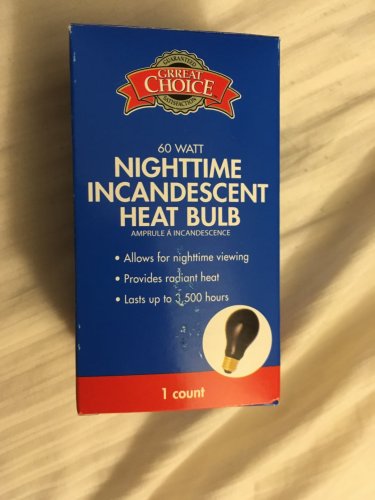 GUARANTEED
GRREAT
CHOICE
SATISFACTION
60 WATT
NIGHTTIME
INCANDESCENT
HEAT BULB
AMPRULE À INCANDESCENCE
• Allows for nighttime viewing
• Provides radiant heat
• Lasts up to 3,500 hours
1 count